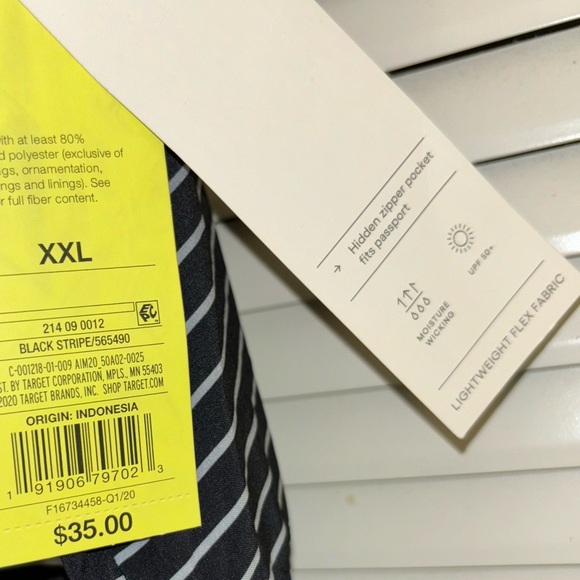 with at least 80%
d polyester (exclusive of
gs, ornamentation,
ngs and linings). See
r full fiber content.
XXL
214 09 0012
BLACK STRIPE/565490
C-001218-01-009 AIM20_50A02-0025
ST. BY TARGET CORPORATION, MPLS, MN 55403
2020 TARGET BRANDS, INC. SHOP TARGET.COM
ORIGIN: INDONESIA
1 91906 79702 3
F16734458-Q1/20
$35.00
→ Hidden zipper pocket
fits passport
MOISTURE
WICKING
UPF 50+
LIGHTWEIGHT FLEX FABRIC